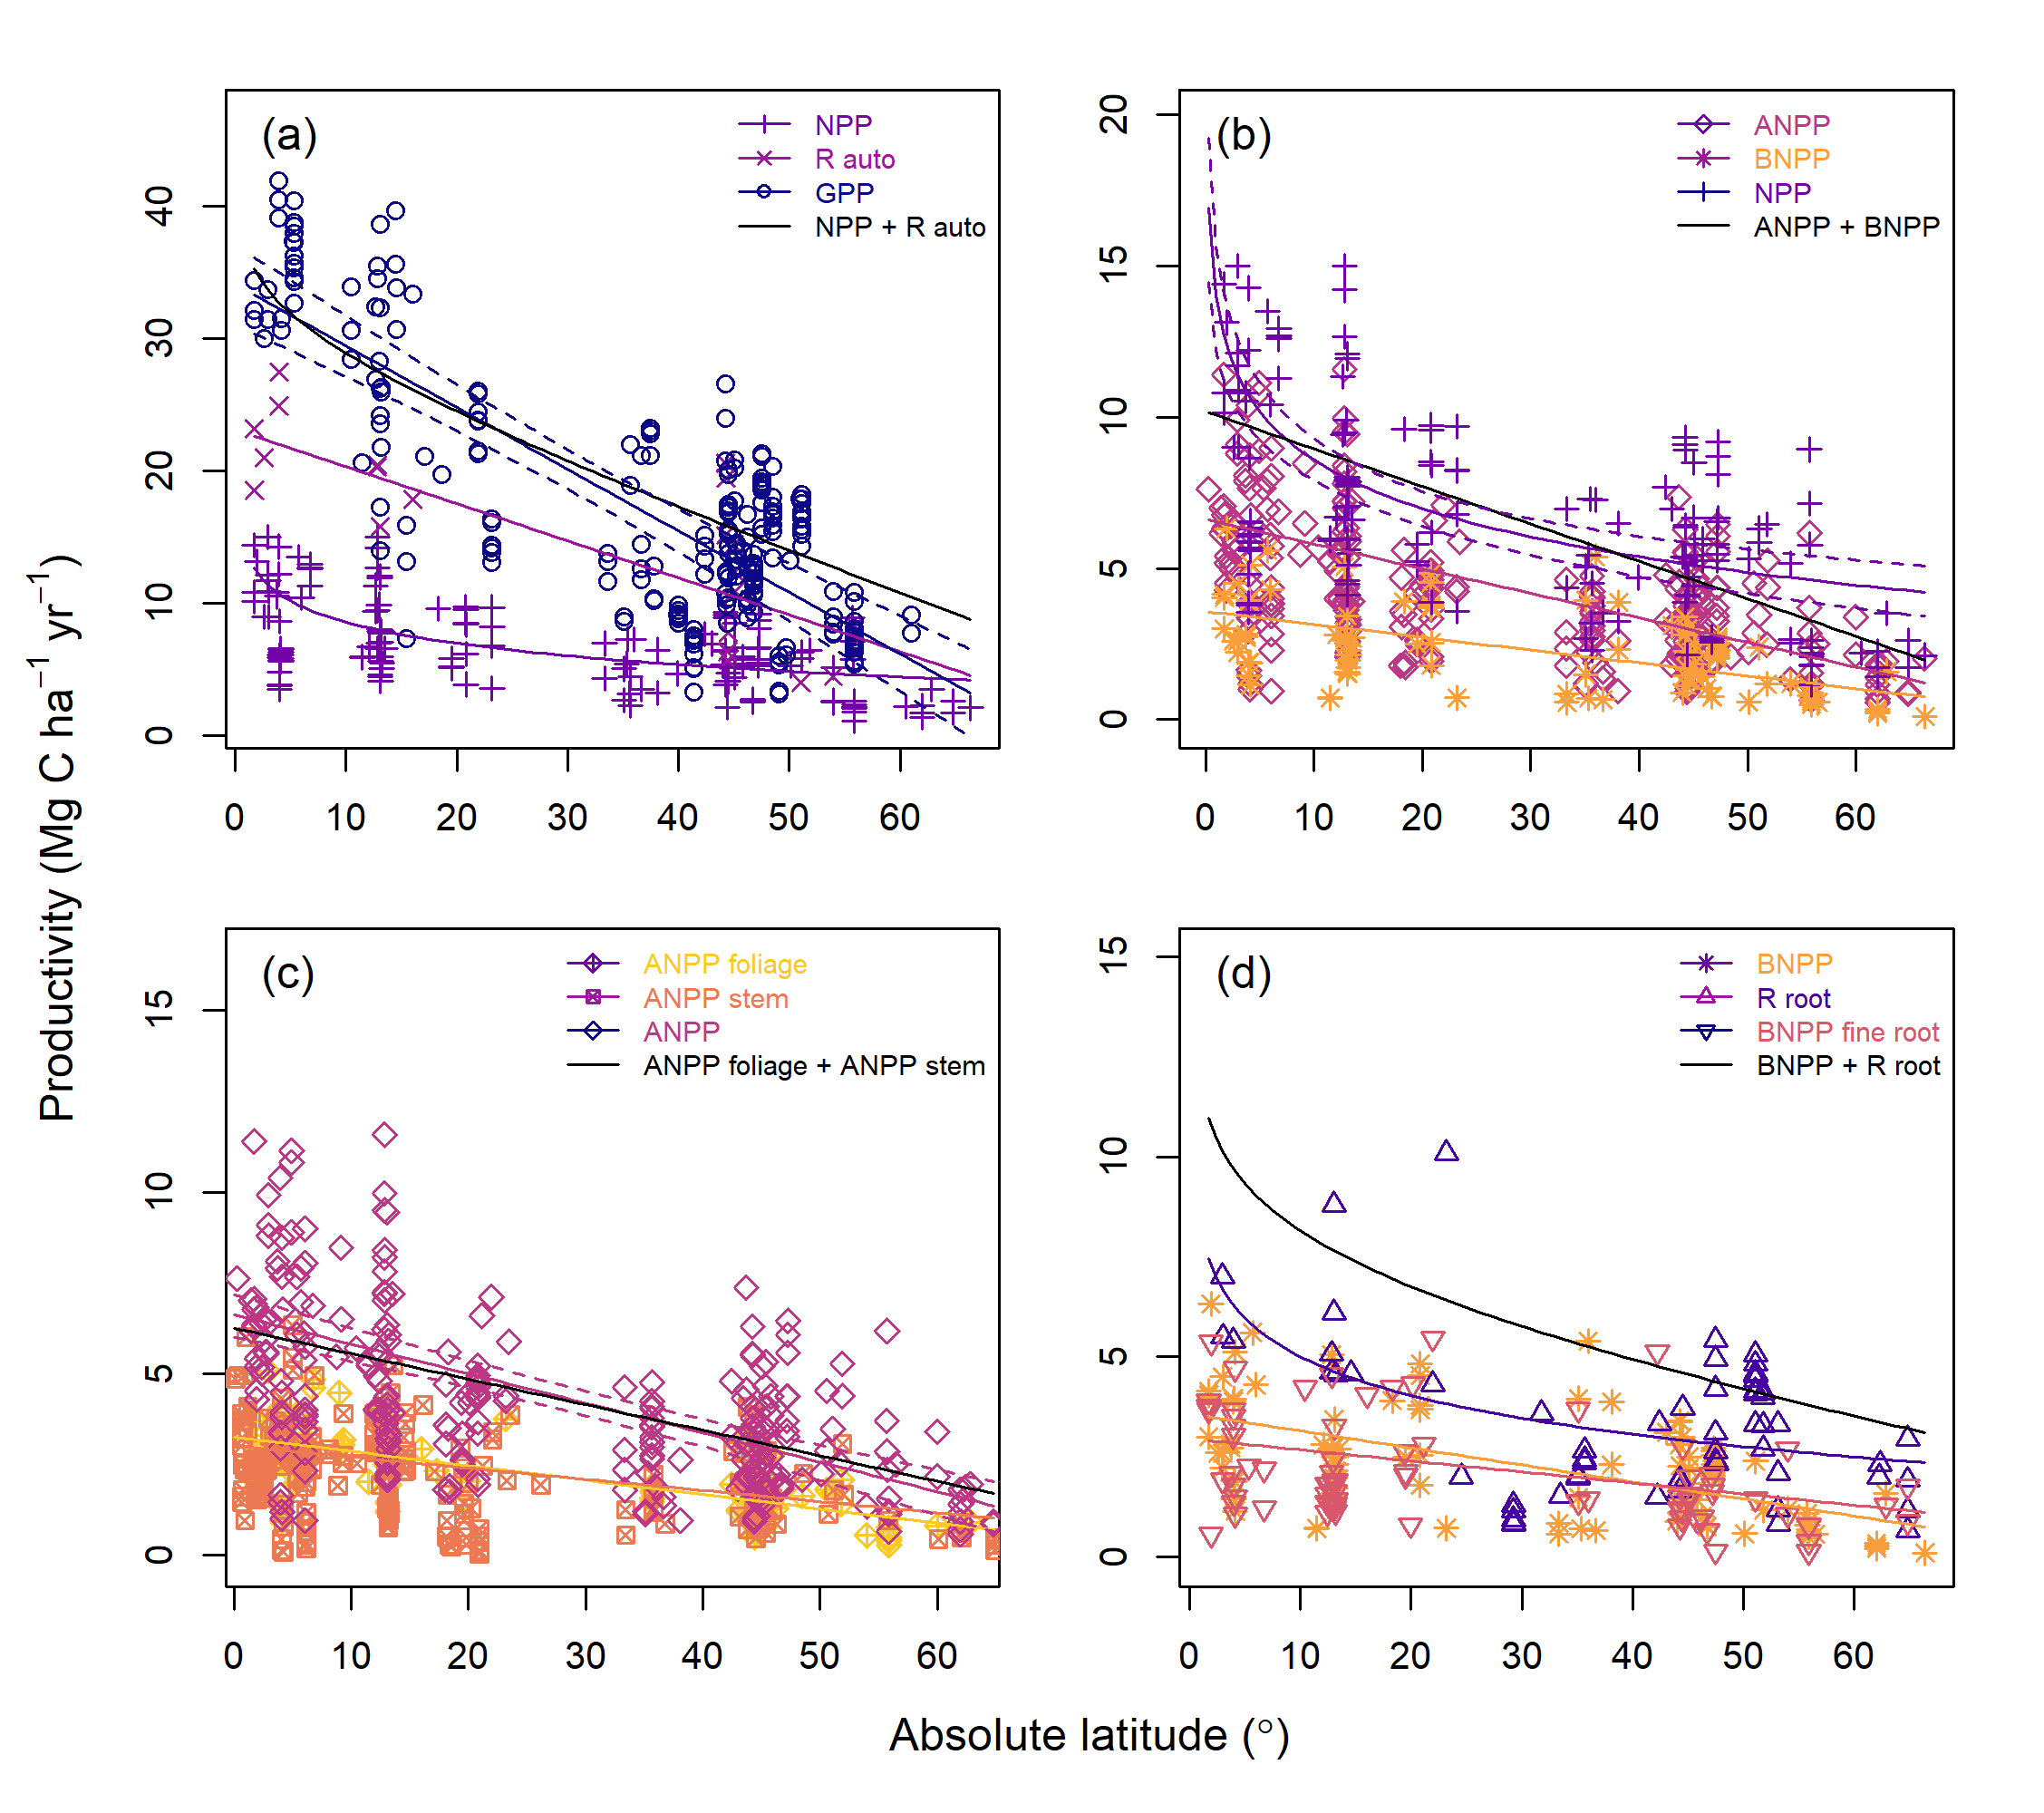 (a)
NPP
R auto
GPP
NPP + R auto
0 10 20 30 40
0 10 20 30 40 50 60
(b)
ANPP
BNPP
NPP
ANPP + BNPP
0 5 10 15 20
0 10 20 30 40 50 60
Productivity (Mg C ha−1 yr−1)
(c)
ANPP foliage
ANPP stem
ANPP
ANPP foliage + ANPP stem
0 5 10 15
0 10 20 30 40 50 60
(d)
BNPP
R root
BNPP fine root
BNPP + R root
0 5 10 15
0 10 20 30 40 50 60
Absolute latitude (°)